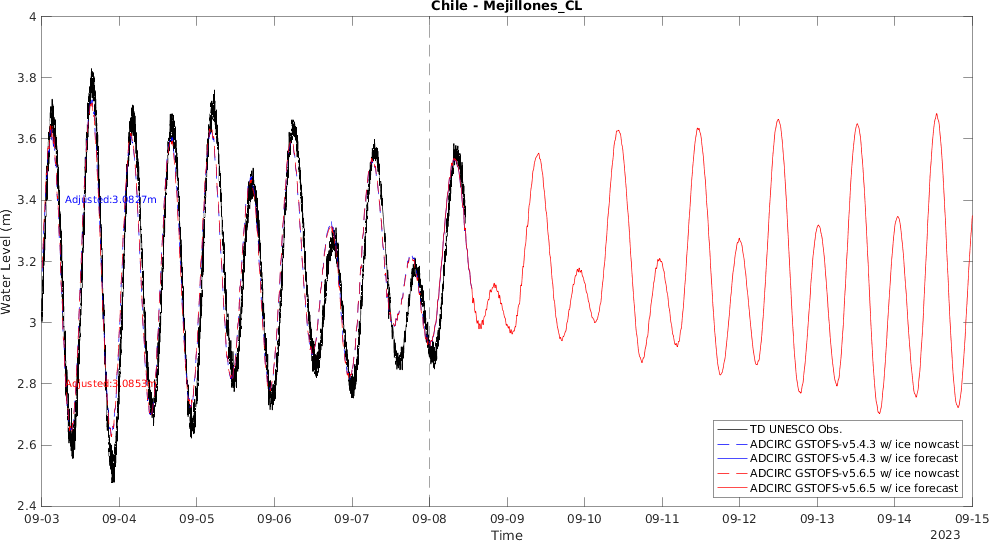 Chile - Mejillones_CL
4
3.8
3.6
3.4
3.2
3
2.8
2.6
2.4
Water Level (m)
Adjusted:3.0827m
Adjusted:3.0853m
TD UNESCO Obs.
ADCIRC GSTOFS-v5.4.3 w/ ice nowcast
ADCIRC GSTOFS-v5.4.3 w/ ice forecast
ADCIRC GSTOFS-v5.6.5 w/ ice nowcast
ADCIRC GSTOFS-v5.6.5 w/ ice forecast
09-03 09-04 09-05 09-06 09-07 09-08 09-09 09-10 09-11 09-12 09-13 09-14 09-15
Time
2023